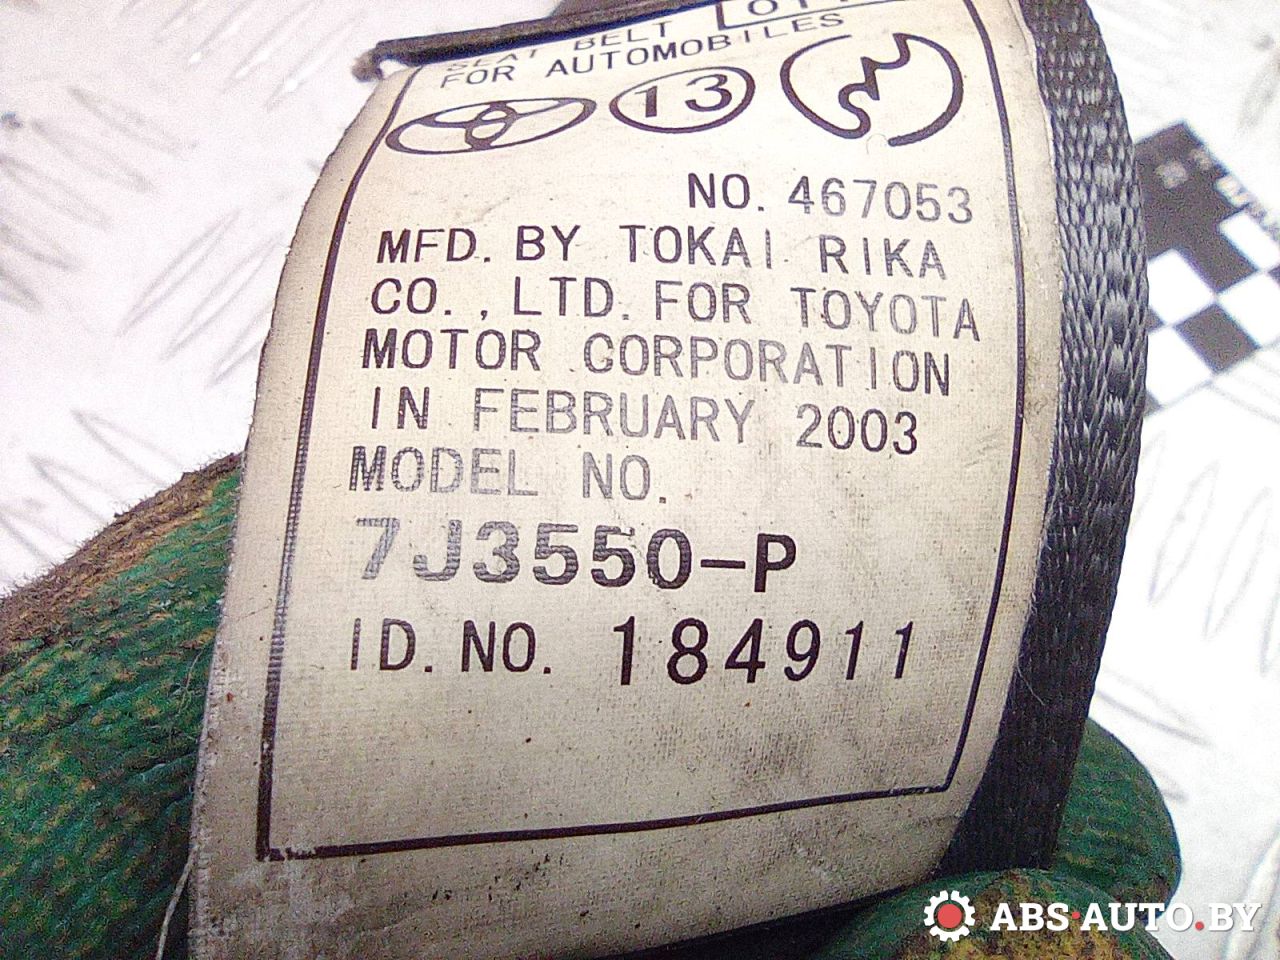 SEAT BELT
FOR AUTOMOBILES
13
NO. 467053
MFD. BY TOKAI RIKA
CO., LTD. FOR TOYOTA
MOTOR CORPORATION
IN FEBRUARY 2003
MODEL NO.
7J3550-P
ID. NO. 184911
ABS-AUTO.BY